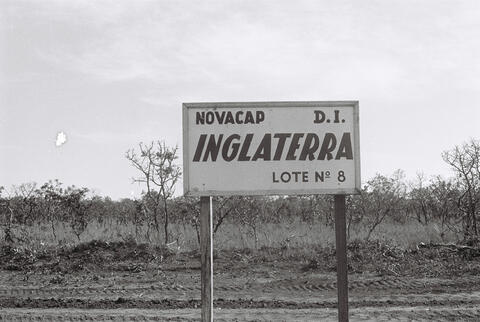 NOVACAP D.I.
INGLATERRA
LOTE Nº 8